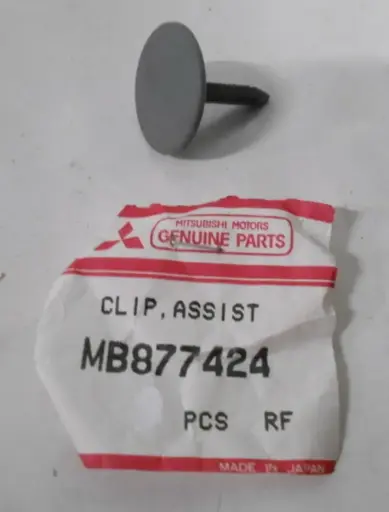 MITSUBISHI MOTORS
GENUINE PARTS
CLIP, ASSIST
MB877424
PCS RF
MADE IN JAPAN